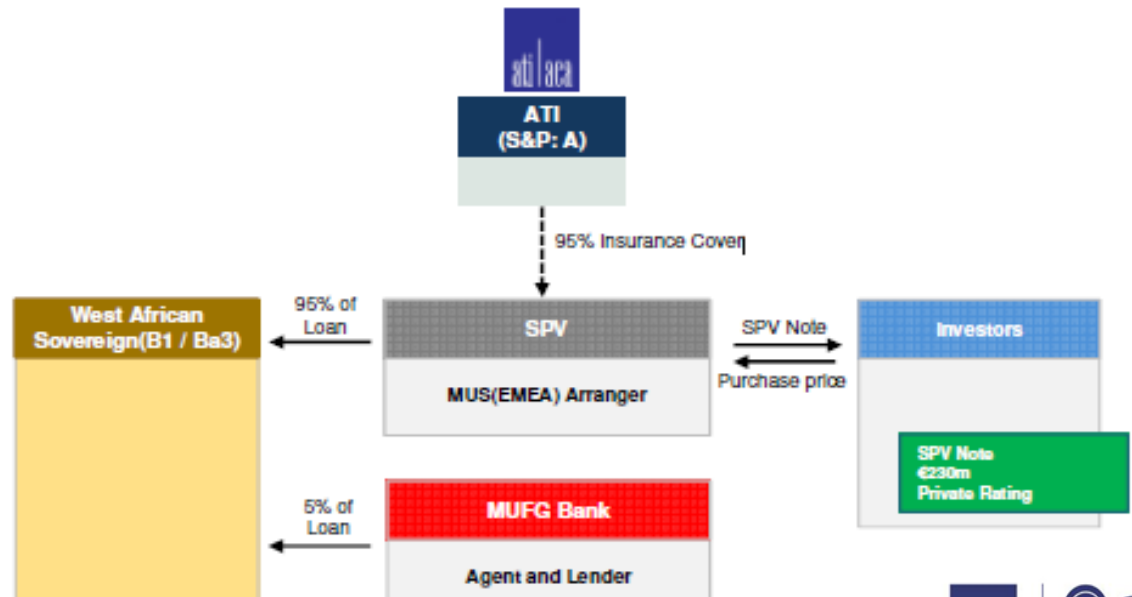 ati aca
ATI
(S&P: A)
95% Insurance Cover
West African
Sovereign(B1 / Ba3)
95% of
Loan
SPV
MUS(EMEA) Arranger
SPV Note
Purchase price
Investors
SPV Note
€230m
Private Rating
5% of
Loan
MUFG Bank
Agent and Lender